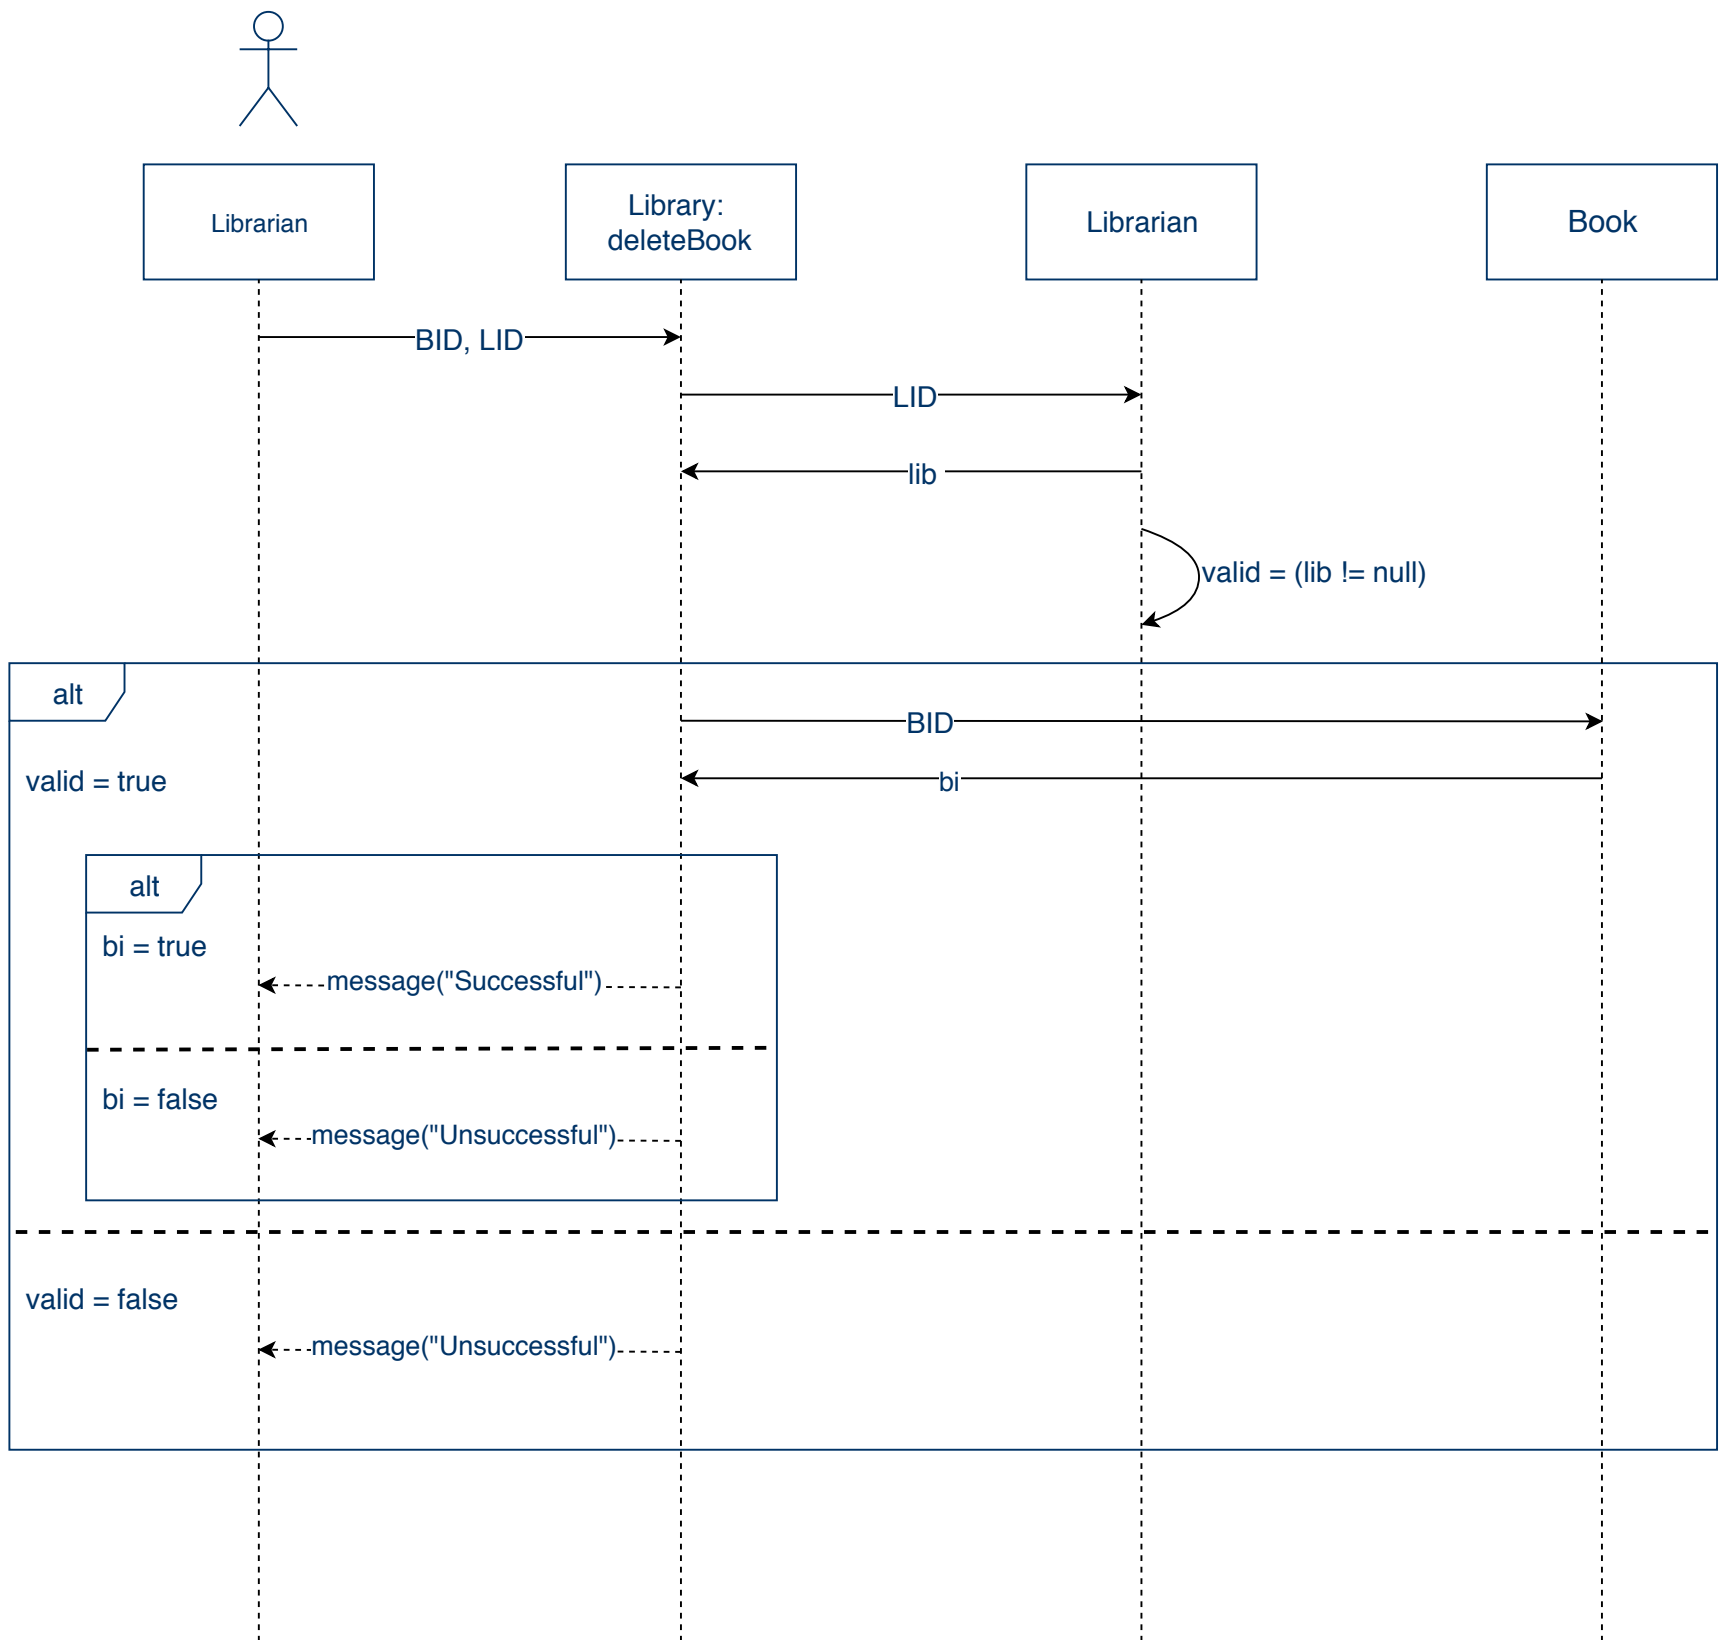 Librarian
Library:
deleteBook
Librarian
Book
BID, LID
LID
lib
valid = (lib != null)
alt
BID
valid = true
bi
alt
bi = true
message("Successful")
bi = false
message("Unsuccessful")
valid = false
message("Unsuccessful")